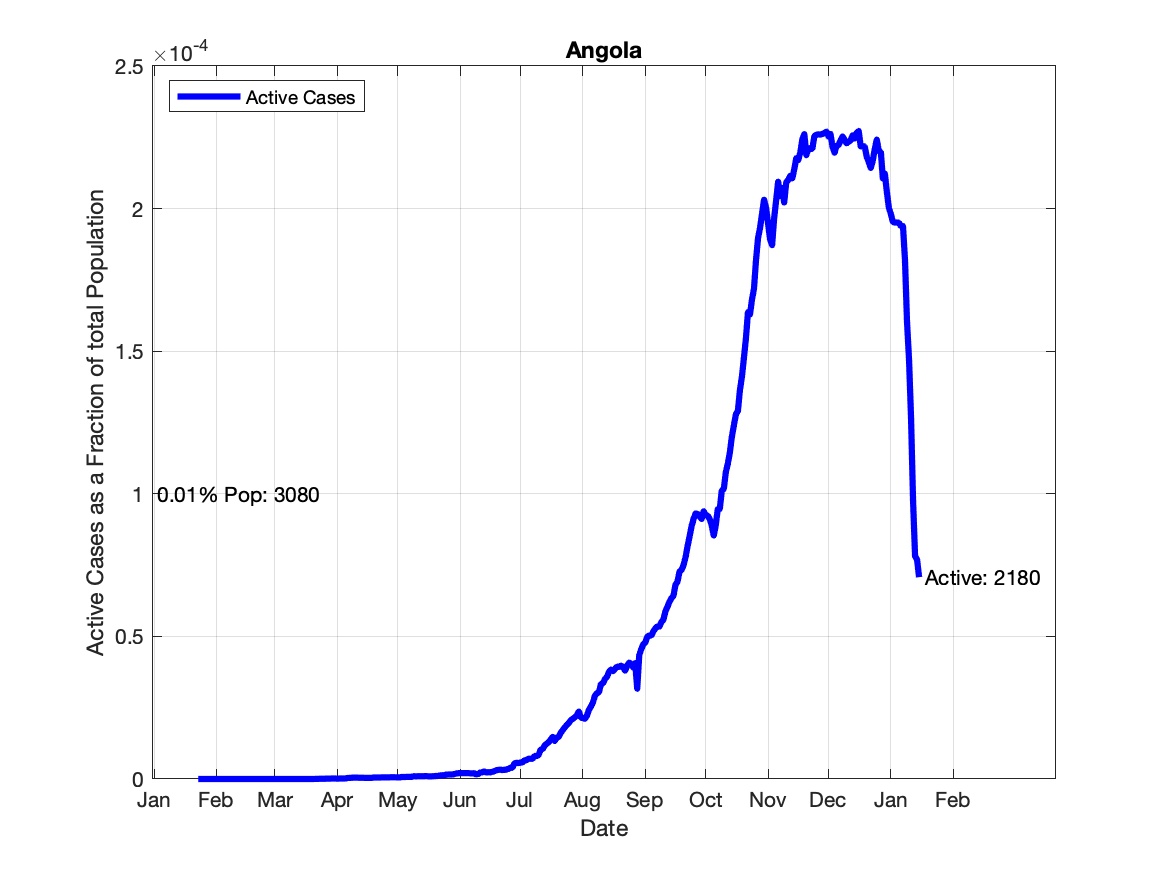 Angola
×10-4
2.5
2
1.5
1
0.5
0
Active Cases
0.01% Pop: 3080
Active: 2180
Active Cases as a Fraction of total Population
Jan Feb Mar Apr May Jun Jul Aug Sep Oct Nov Dec Jan Feb
Date